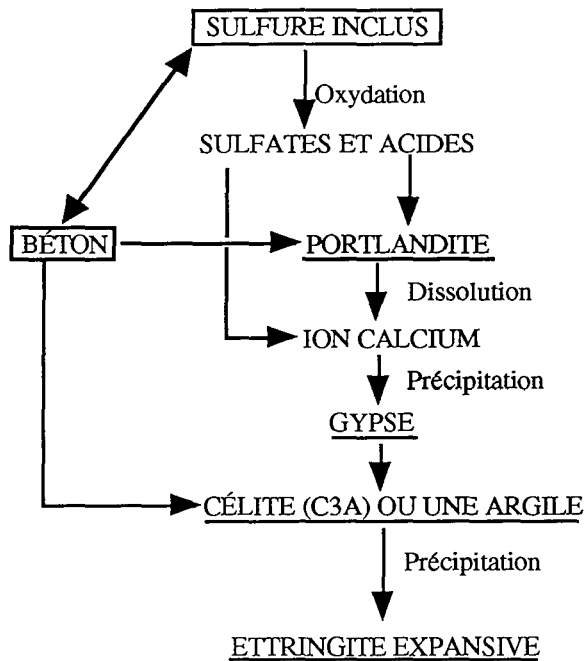 SULFURE INCLUS
Oxydation
SULFATES ET ACIDES
BÉTON
PORTLANDITE
Dissolution
ION CALCIUM
Précipitation
GYPSE
CÉLITE (C3A) OU UNE ARGILE
Précipitation
ETTRINGITE EXPANSIVE